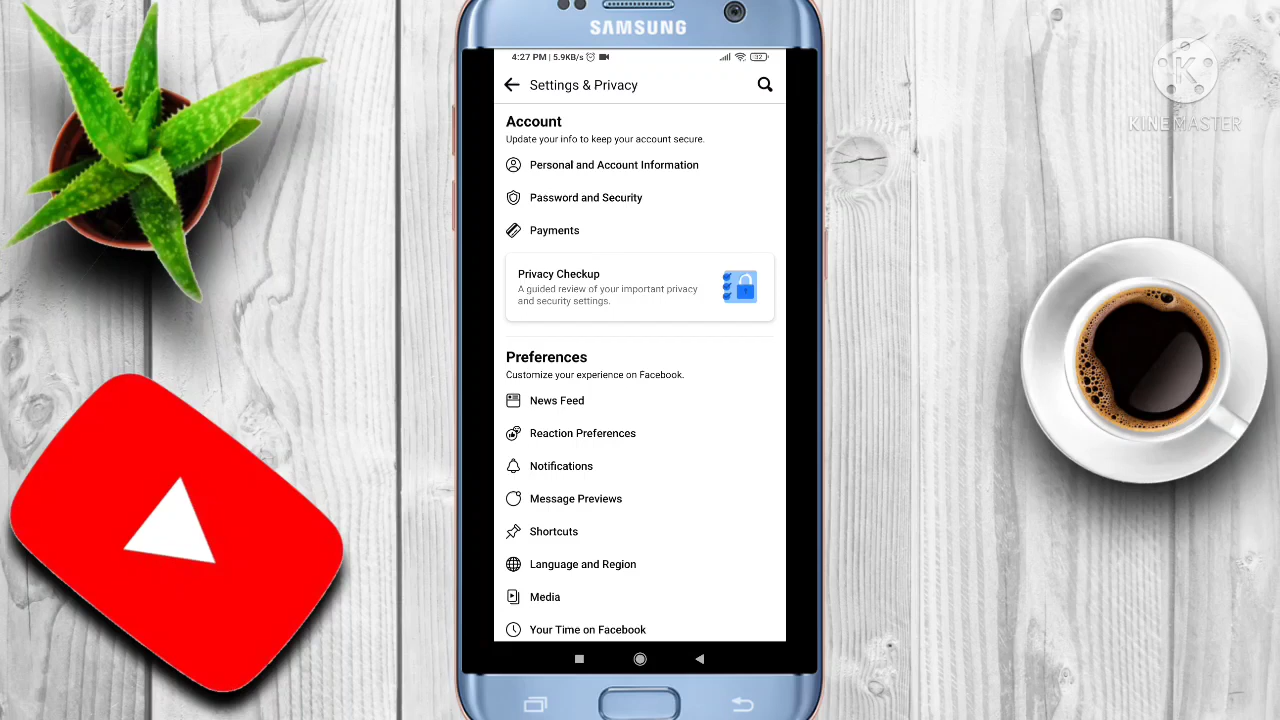 SAMSUNG
4:27 PM | 5.9KB/s
32
Settings & Privacy
Account
Update your info to keep your account secure.
Personal and Account Information
Password and Security
Payments
Privacy Checkup
A guided review of your important privacy
and security settings.
Preferences
Customize your experience on Facebook.
News Feed
Reaction Preferences
Notifications
Message Previews
Shortcuts
Language and Region
Media
Your Time on Facebook
K
KINEMASTER